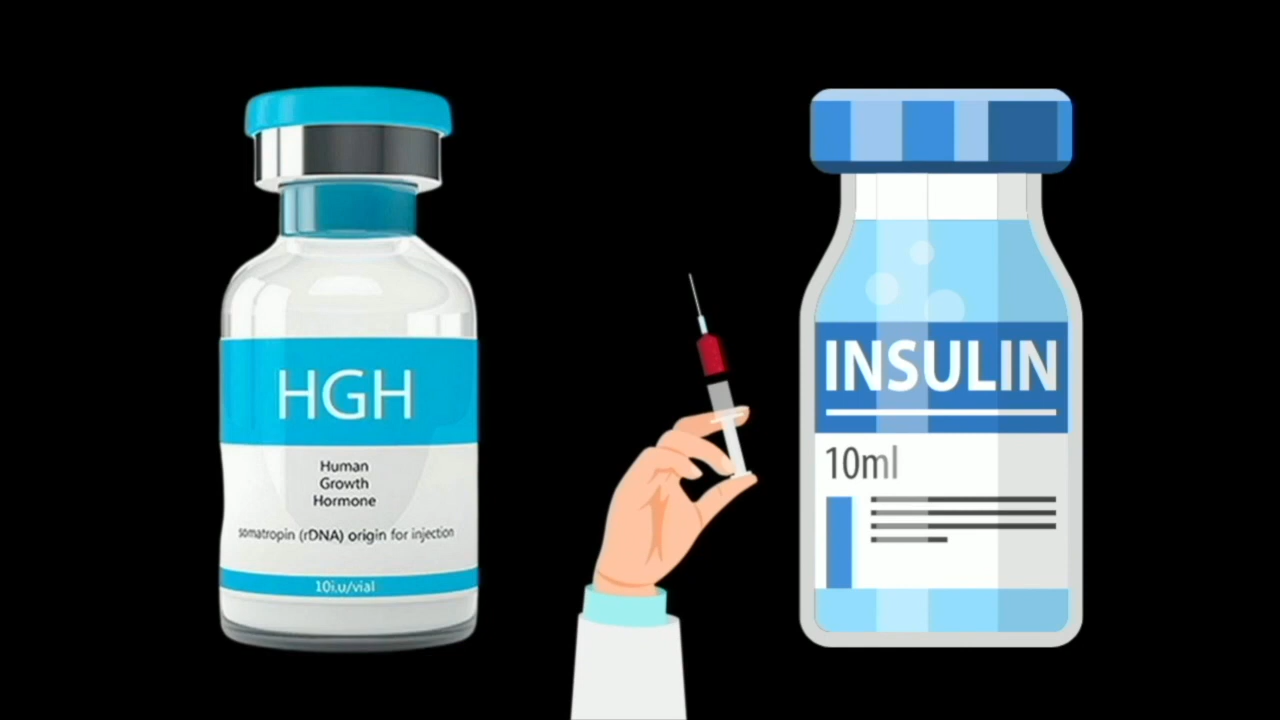 HGH
Human
Growth
Hormone
somatropin (rDNA) origin for injection
10i.u/vial
INSULIN
10ml